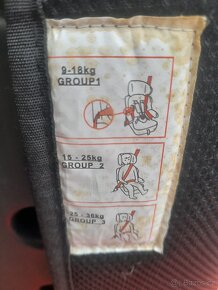 9-18kg
GROUP1
15 - 25kg
GROUP 2
25 - 36kg
GROUP 3